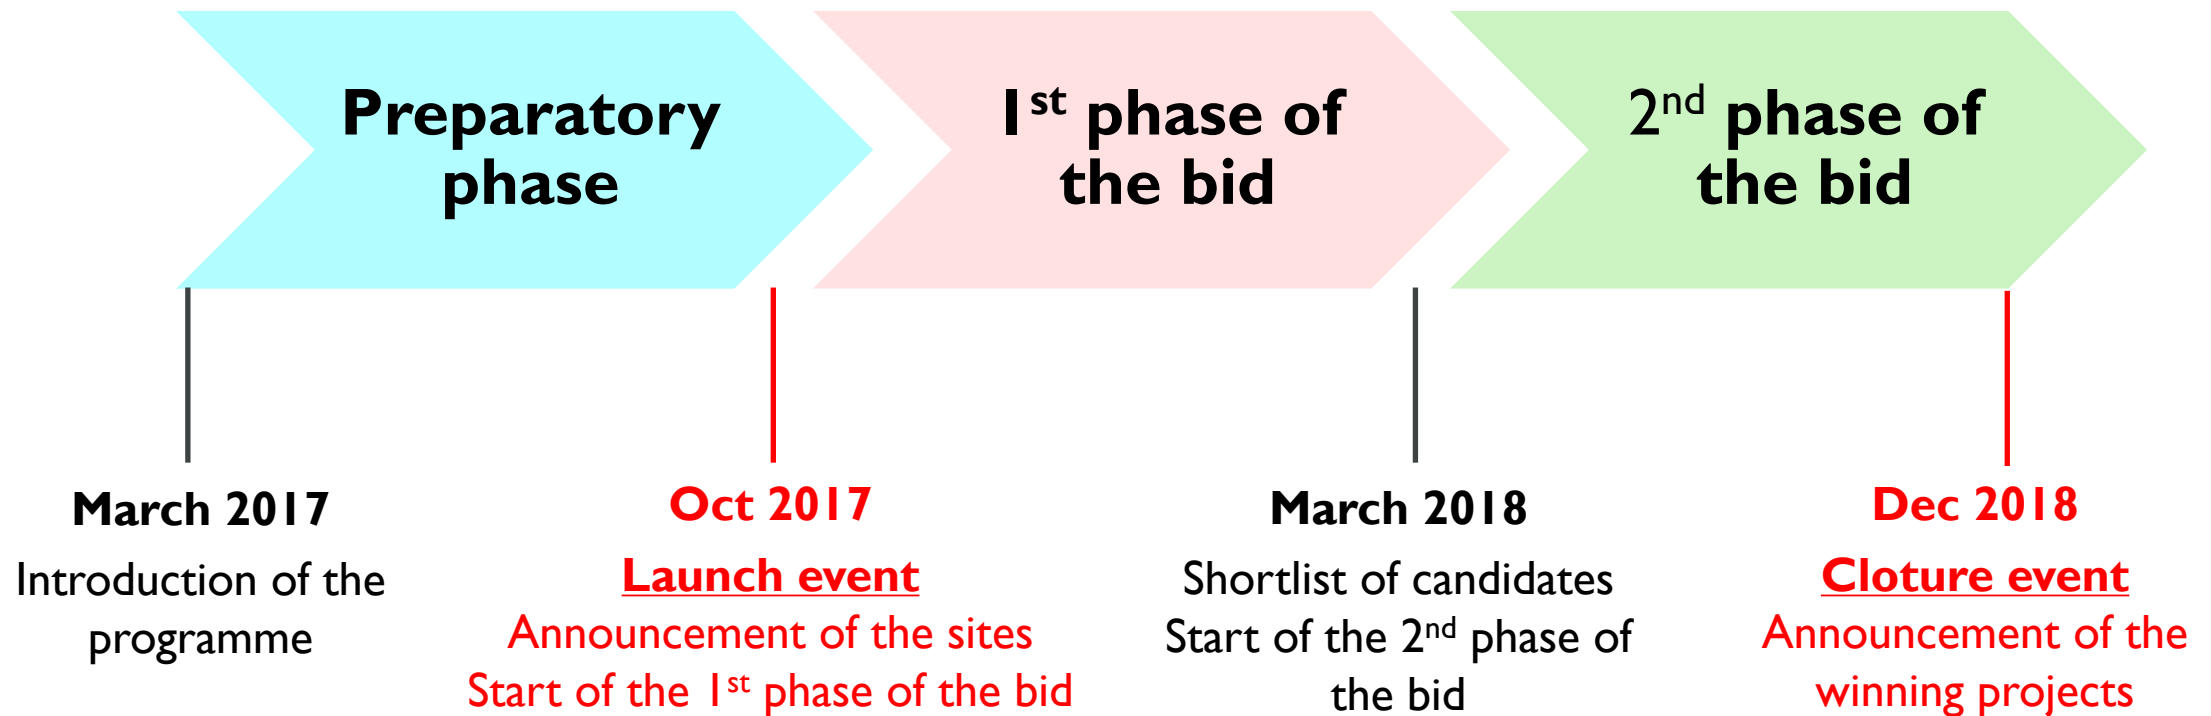 Preparatory
phase
1st phase of
the bid
2nd phase of
the bid
March 2017
Introduction of the
programme
Oct 2017
Launch event
Announcement of the sites
Start of the 1st phase of the bid
March 2018
Shortlist of candidates
Start of the 2nd phase of
the bid
Dec 2018
Cloture event
Announcement of the
winning projects